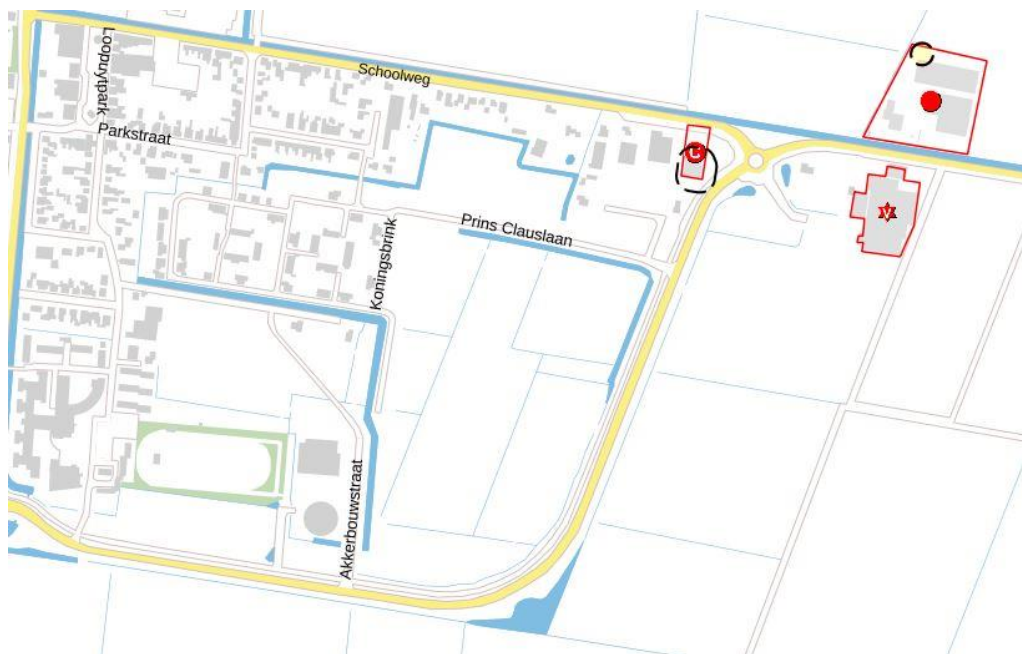 Loopuytpark
Schoolweg
Parkstraat
Prins Clauslaan
Koningsbrink
Akkerbouwstraat
G
V